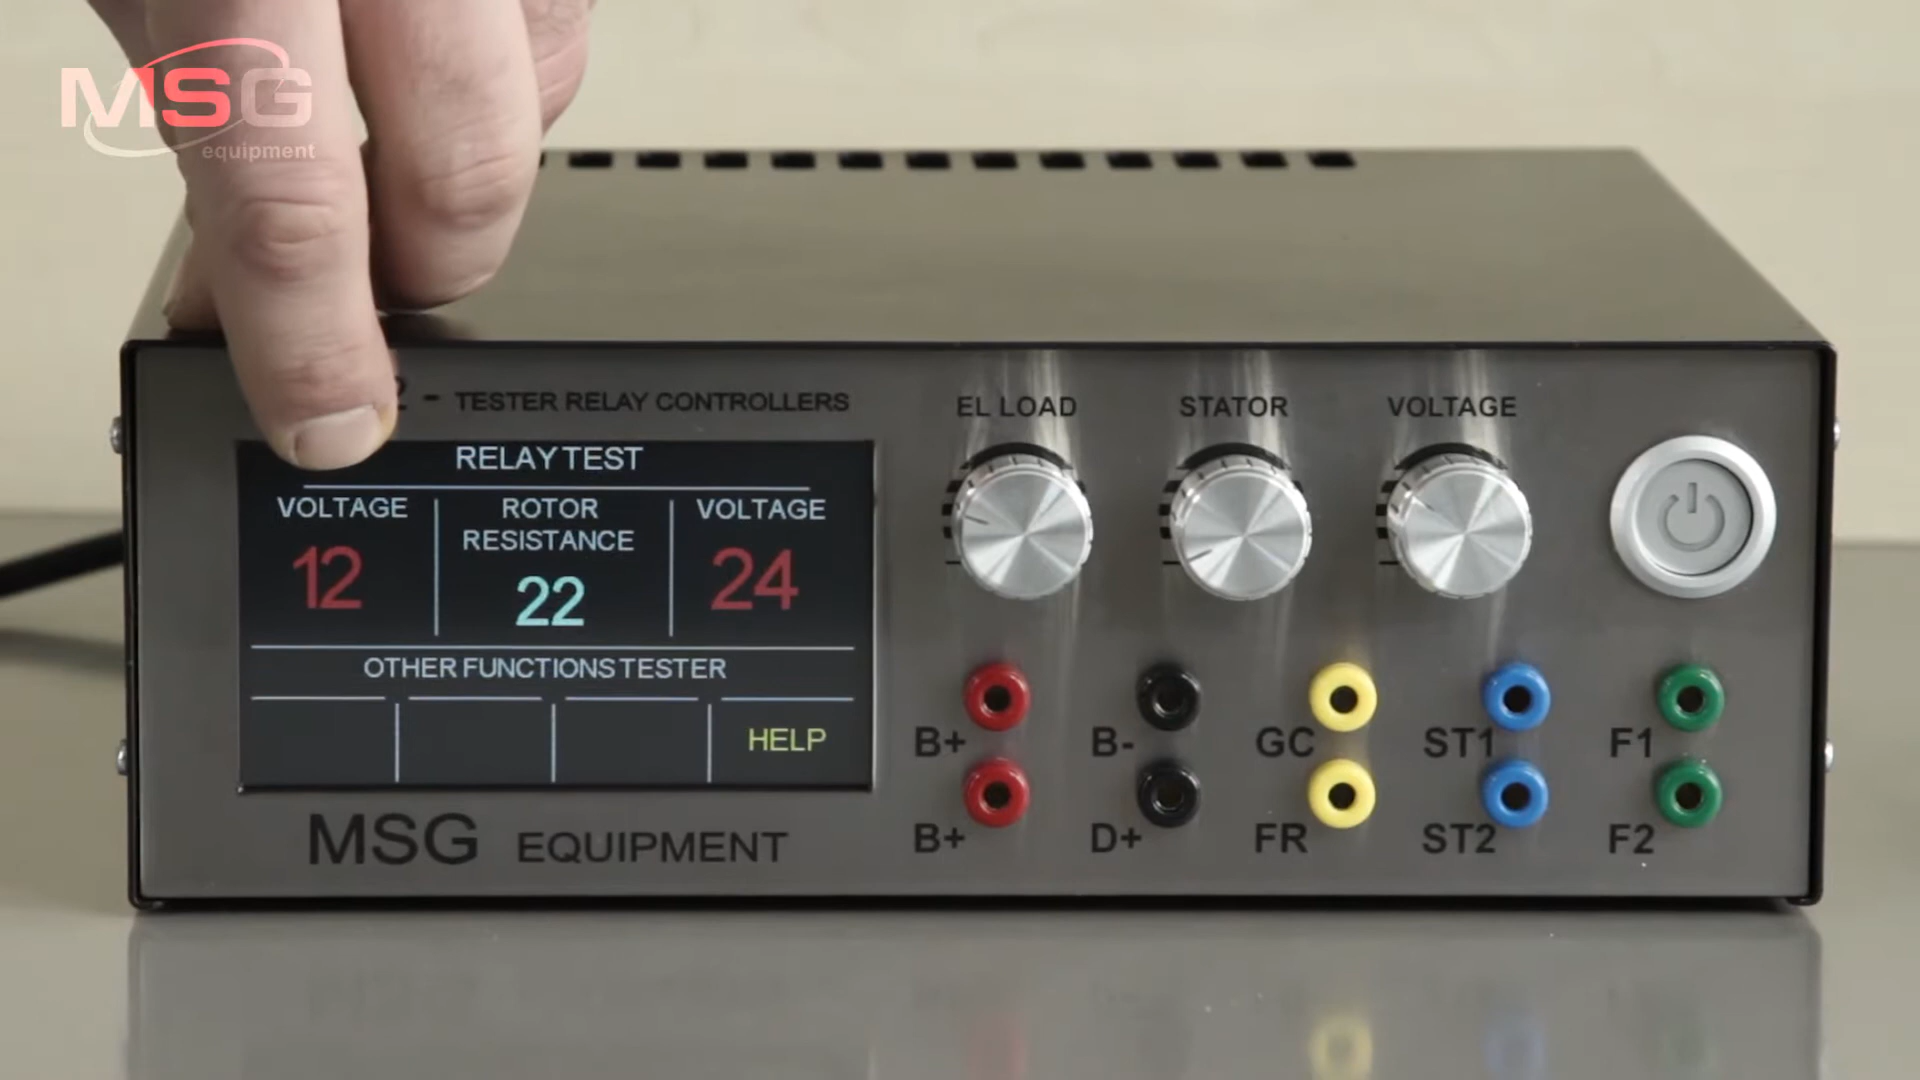 MSG
equipment
2 - TESTER RELAY CONTROLLERS
EL LOAD STATOR VOLTAGE
RELAY TEST
VOLTAGE ROTOR RESISTANCE VOLTAGE
12 22 24
OTHER FUNCTIONS TESTER
HELP
B+ B- GC ST1 F1
B+ D+ FR ST2 F2
MSG EQUIPMENT